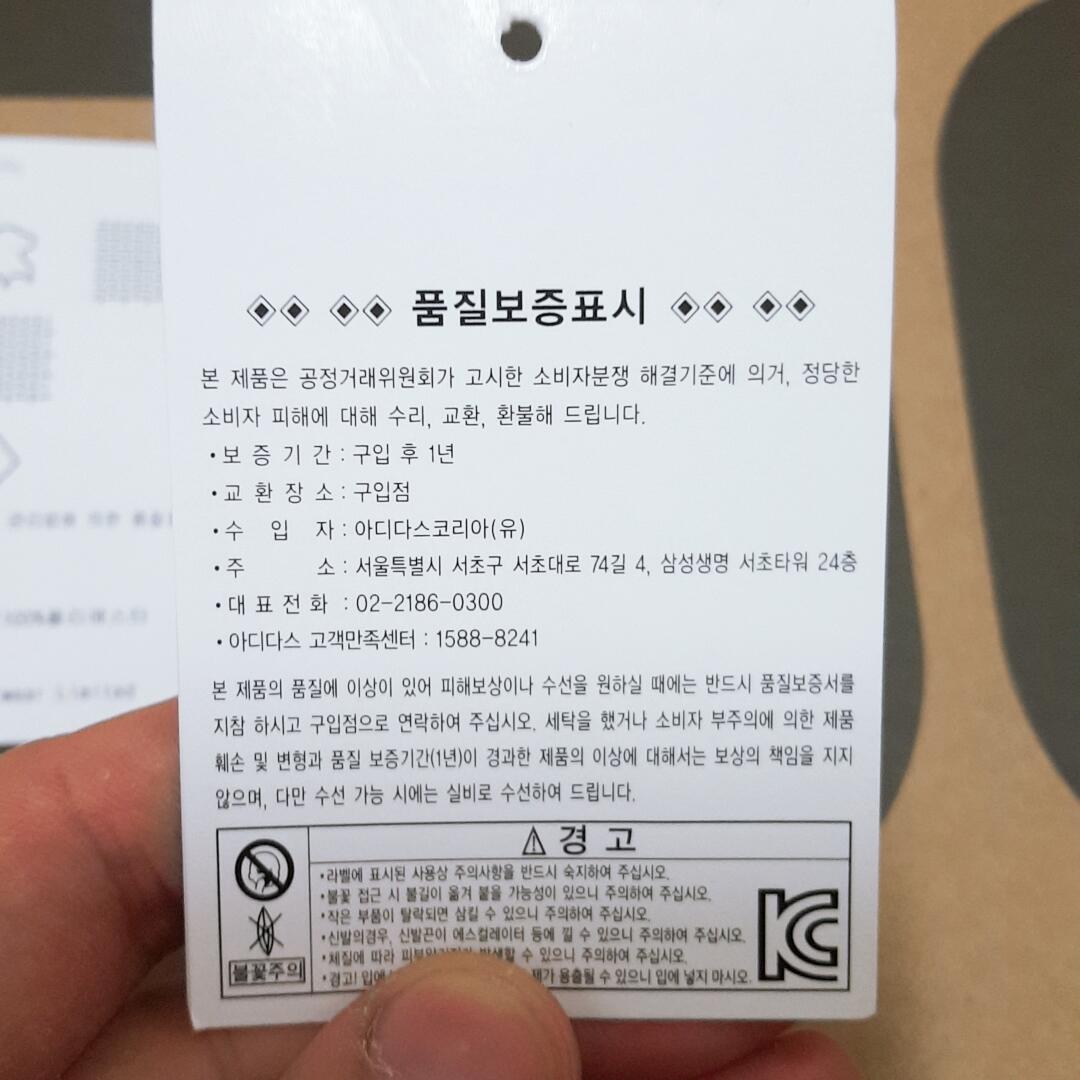 품질보증표시
본 제품은 공정거래위원회가 고시한 소비자분쟁 해결기준에 의거, 정당한
소비자 피해에 대해 수리, 교환, 환불해 드립니다.
• 보 증 기 간 : 구입 후 1년
• 교 환 장 소 : 구입점
• 수 입 자 : 아디다스코리아(유)
• 주 소 : 서울특별시 서초구 서초대로 74길 4, 삼성생명 서초타워 24층
• 대 표 전 화 : 02-2186-0300
• 아디다스 고객만족센터 : 1588-8241
본 제품의 품질에 이상이 있어 피해보상이나 수선을 원하실 때에는 반드시 품질보증서를
지참 하시고 구입점으로 연락하여 주십시오. 세탁을 했거나 소비자 부주의에 의한 제품
훼손 및 변형과 품질 보증기간(1년)이 경과한 제품의 이상에 대해서는 보상의 책임을 지지
않으며, 다만 수선 가능 시에는 실비로 수선하여 드립니다.
⚠ 경 고
• 라벨에 표시된 사용상 주의사항을 반드시 숙지하여 주십시오.
• 불꽃 접근 시 불길이 옮겨 붙을 가능성이 있으니 주의하여 주십시오.
• 작은 부품이 탈락되면 삼킬 수 있으니 주의하여 주십시오.
• 신발의경우, 신발끈이 에스컬레이터 등에 낄 수 있으니 주의하여 주십시오.
• 체질에 따라 발생할 수 있으니 주의하여 주십시오.
• 경고! 용출될 수 있으니 입에 넣지 마시오.
불꽃주의
KC